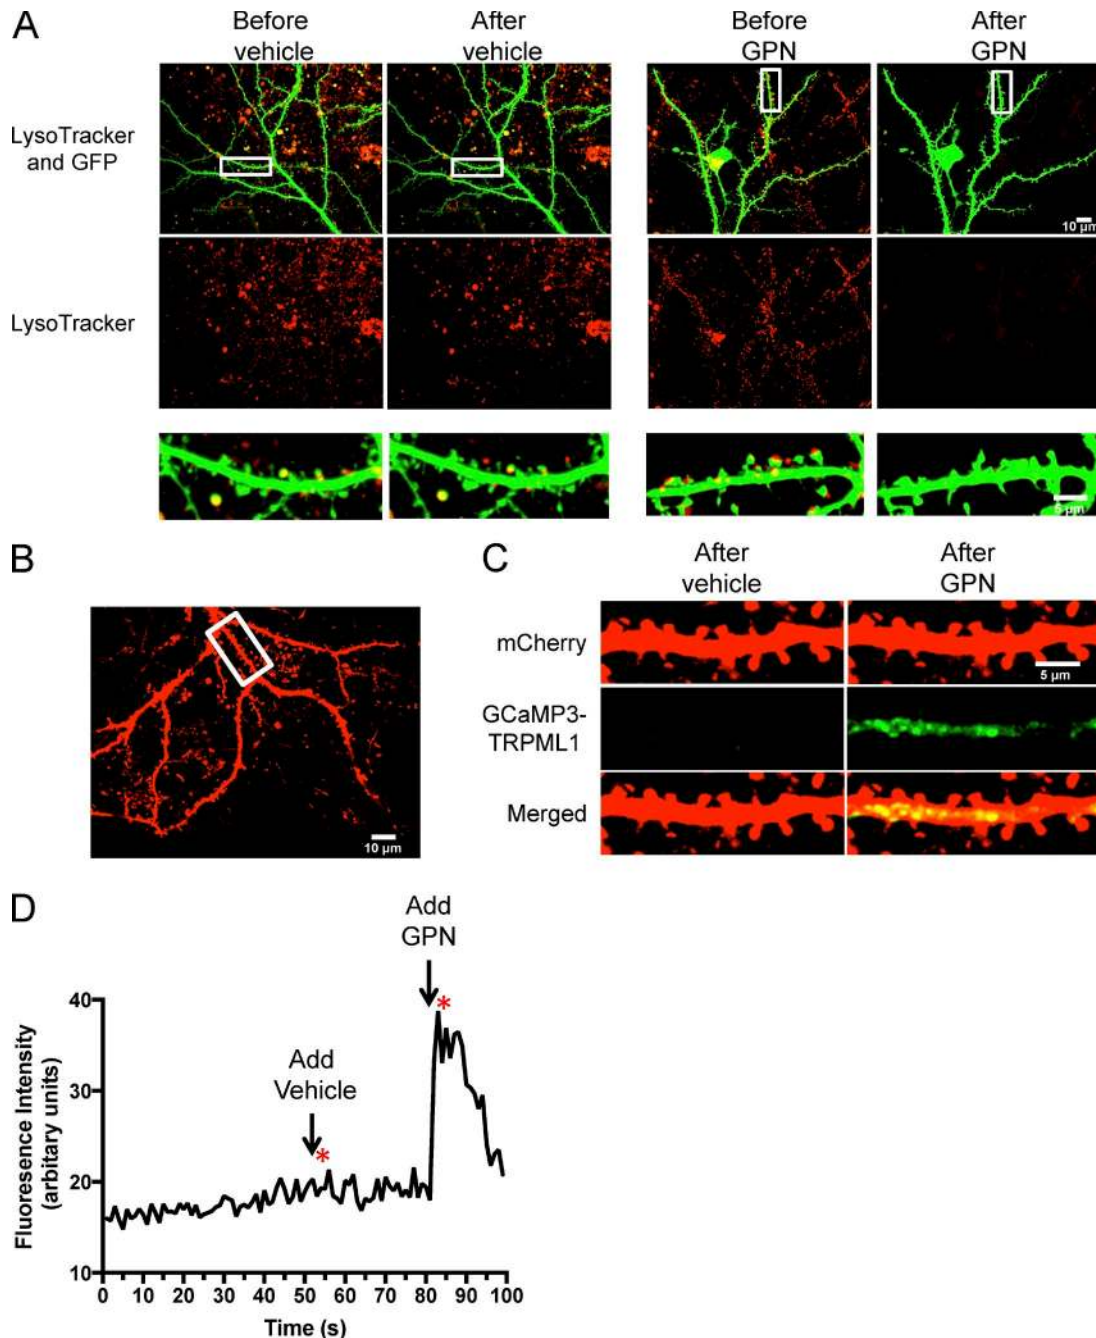 A
Before
vehicle
After
vehicle
Before
GPN
After
GPN
LysoTracker
and GFP
10 µm
LysoTracker
5 µm
B
10 µm
C
After
vehicle
After
GPN
mCherry
5 µm
GCaMP3-
TRPML1
Merged
D
Add
GPN
*
Add
Vehicle
*
Fluoresence Intensity
(arbitary units)
40
30
20
10
0 10 20 30 40 50 60 70 80 90 100
Time (s)